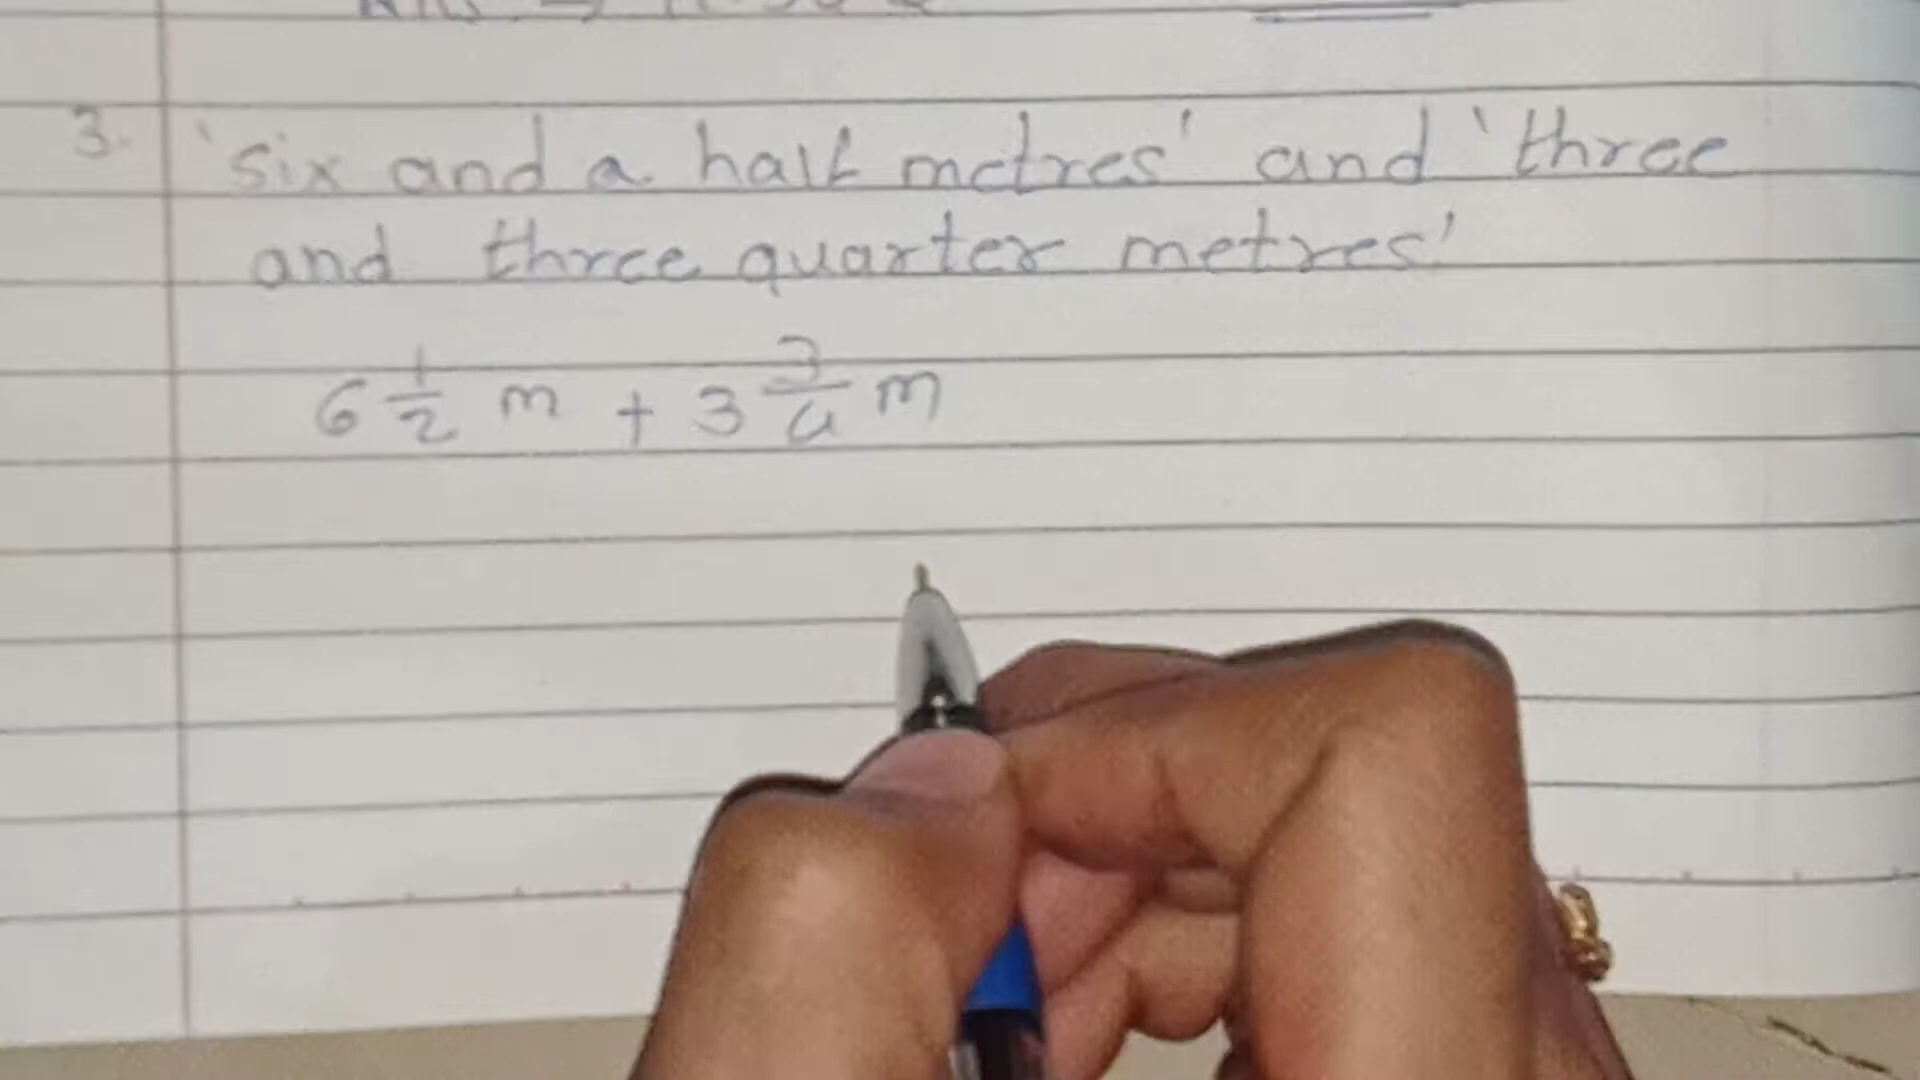 3. 'six and a half metres' and 'three
and three quarter metres'
6 1/2 m + 3 3/4 m